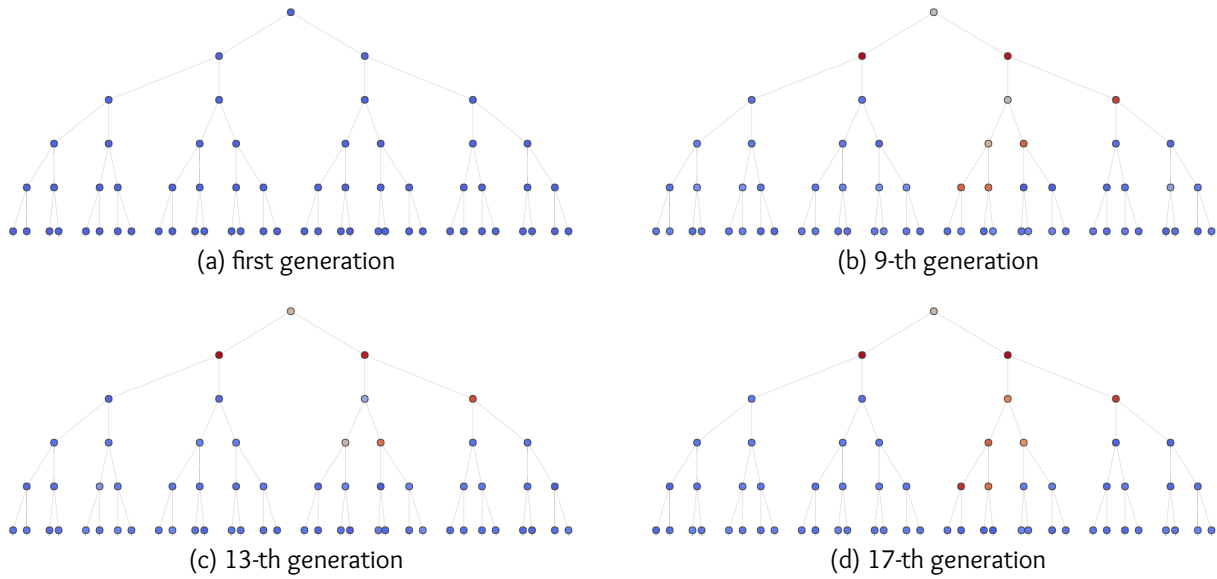 (a) first generation
(b) 9-th generation
(c) 13-th generation
(d) 17-th generation